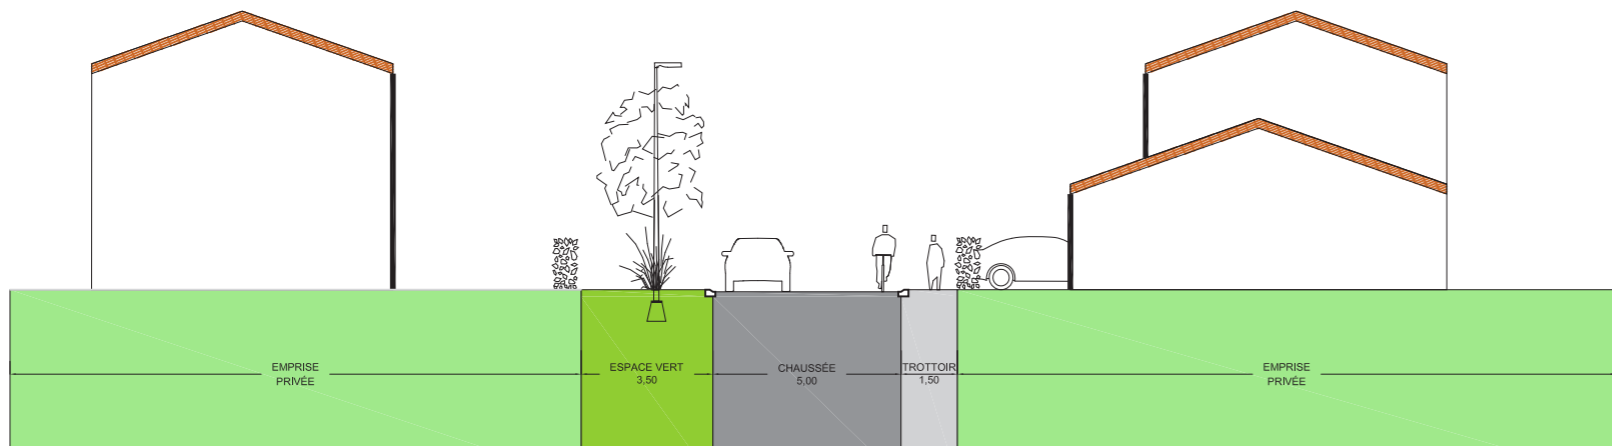 EMPRISE
PRIVÉE
ESPACE VERT
3,50
CHAUSSÉE
5,00
TROTTOIR
1,50
EMPRISE
PRIVÉE